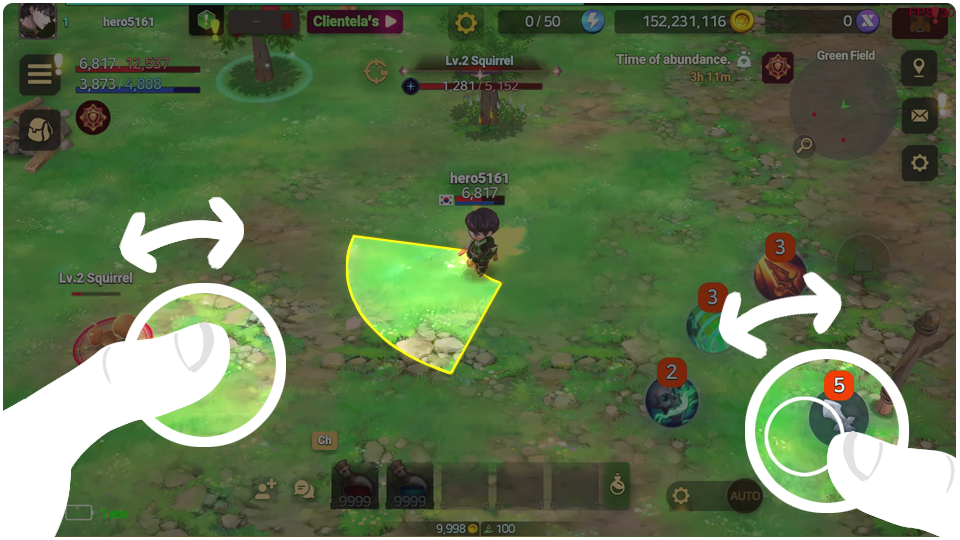 1
hero5161
Clientela's
0/50
152,231,116
0
6,817/12,537
3,873/4,888
Lv.2 Squirrel
1,281/5,152
Time of abundance.
3h 11m
Green Field
hero5161
6,817
Lv.2 Squirrel
3
3
2
5
Ch
9999
9999
AUTO
9,998
100